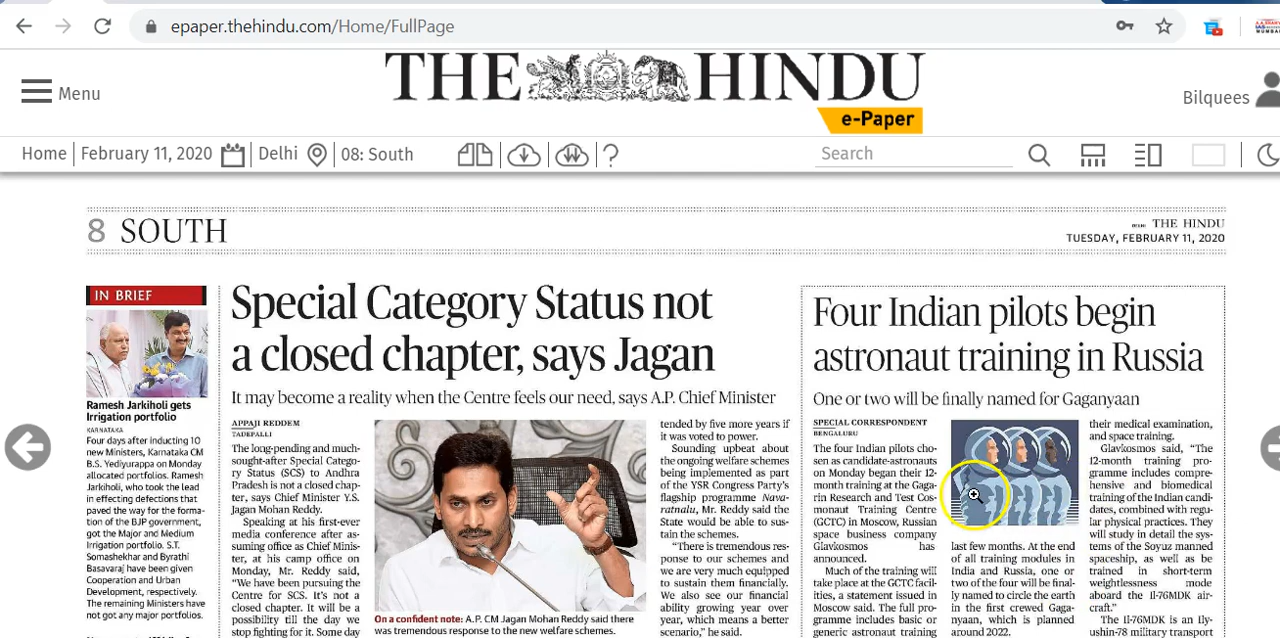 epaper.thehindu.com/Home/FullPage
Menu
THE HINDU
e-Paper
Bilquees
Home | February 11, 2020 | Delhi | 08: South
?
Search
8 SOUTH
THE HINDU
TUESDAY, FEBRUARY 11, 2020
IN BRIEF
Ramesh Jarkiholi gets
Irrigation portfolio
KARNATAKA
Four days after inducting 10
new Ministers, Karnataka CM
B.S. Yediyurappa on Monday
allocated portfolios. Ramesh
Jarkiholi, who took the lead
in effecting defections that
paved the way for the forma-
tion of the BJP government,
got the Major and Medium
Irrigation portfolio. S.T.
Somashekhar and Byrathi
Basavaraj have been given
Cooperation and Urban
Development, respectively.
The remaining Ministers have
not got any major portfolios.
Special Category Status not
a closed chapter, says Jagan
It may become a reality when the Centre feels our need, says A.P. Chief Minister
APPAJI REDDEM
TADEPALLI
The long-pending and much-
sought-after Special Catego-
ry Status (SCS) to Andhra
Pradesh is not a closed chap-
ter, says Chief Minister Y.S.
Jagan Mohan Reddy.
Speaking at his first-ever
media conference after as-
suming office as Chief Minis-
ter, at his camp office on
Monday, Mr. Reddy said,
“We have been pursuing the
Centre for SCS. It’s not a
closed chapter. It will be a
possibility till the day we
stop fighting for it. Some day
On a confident note: A.P. CM Jagan Mohan Reddy said there
was tremendous response to the new welfare schemes.
tended by five more years if
it was voted to power.
Sounding upbeat about
the ongoing welfare schemes
being implemented as part
of the YSR Congress Party’s
flagship programme Nava-
ratnalu, Mr. Reddy said the
State would be able to sus-
tain the schemes.
“There is tremendous res-
ponse to our schemes and
we are very much equipped
to sustain them financially.
We also see our financial
ability growing year over
year, which means a better
scenario,” he said.
Four Indian pilots begin
astronaut training in Russia
One or two will be finally named for Gaganyaan
SPECIAL CORRESPONDENT
BENGALURU
The four Indian pilots cho-
sen as candidate-astronauts
on Monday began their 12-
month training at the Gaga-
rin Research and Test Cos-
monaut Training Centre
(GCTC) in Moscow, Russian
space business company
Glavkosmos has
announced.
Much of the training will
take place at the GCTC facil-
ities, a statement issued in
Moscow said. The full pro-
gramme includes basic or
generic astronaut training
last few months. At the end
of all training modules in
India and Russia, one or
two of the four will be final-
ly named to circle the earth
in the first crewed Gaga-
nyaan, which is planned
around 2022.
their medical examination,
and space training.
Glavkosmos said, “The
12-month training pro-
gramme includes compre-
hensive and biomedical
training of the Indian candi-
dates, combined with regu-
lar physical practices. They
will study in detail the sys-
tems of the Soyuz manned
spaceship, as well as be
trained in short-term
weightlessness mode
aboard the Il-76MDK air-
craft.”
The Il-76MDK is an Ily-
ushin-78 military transport